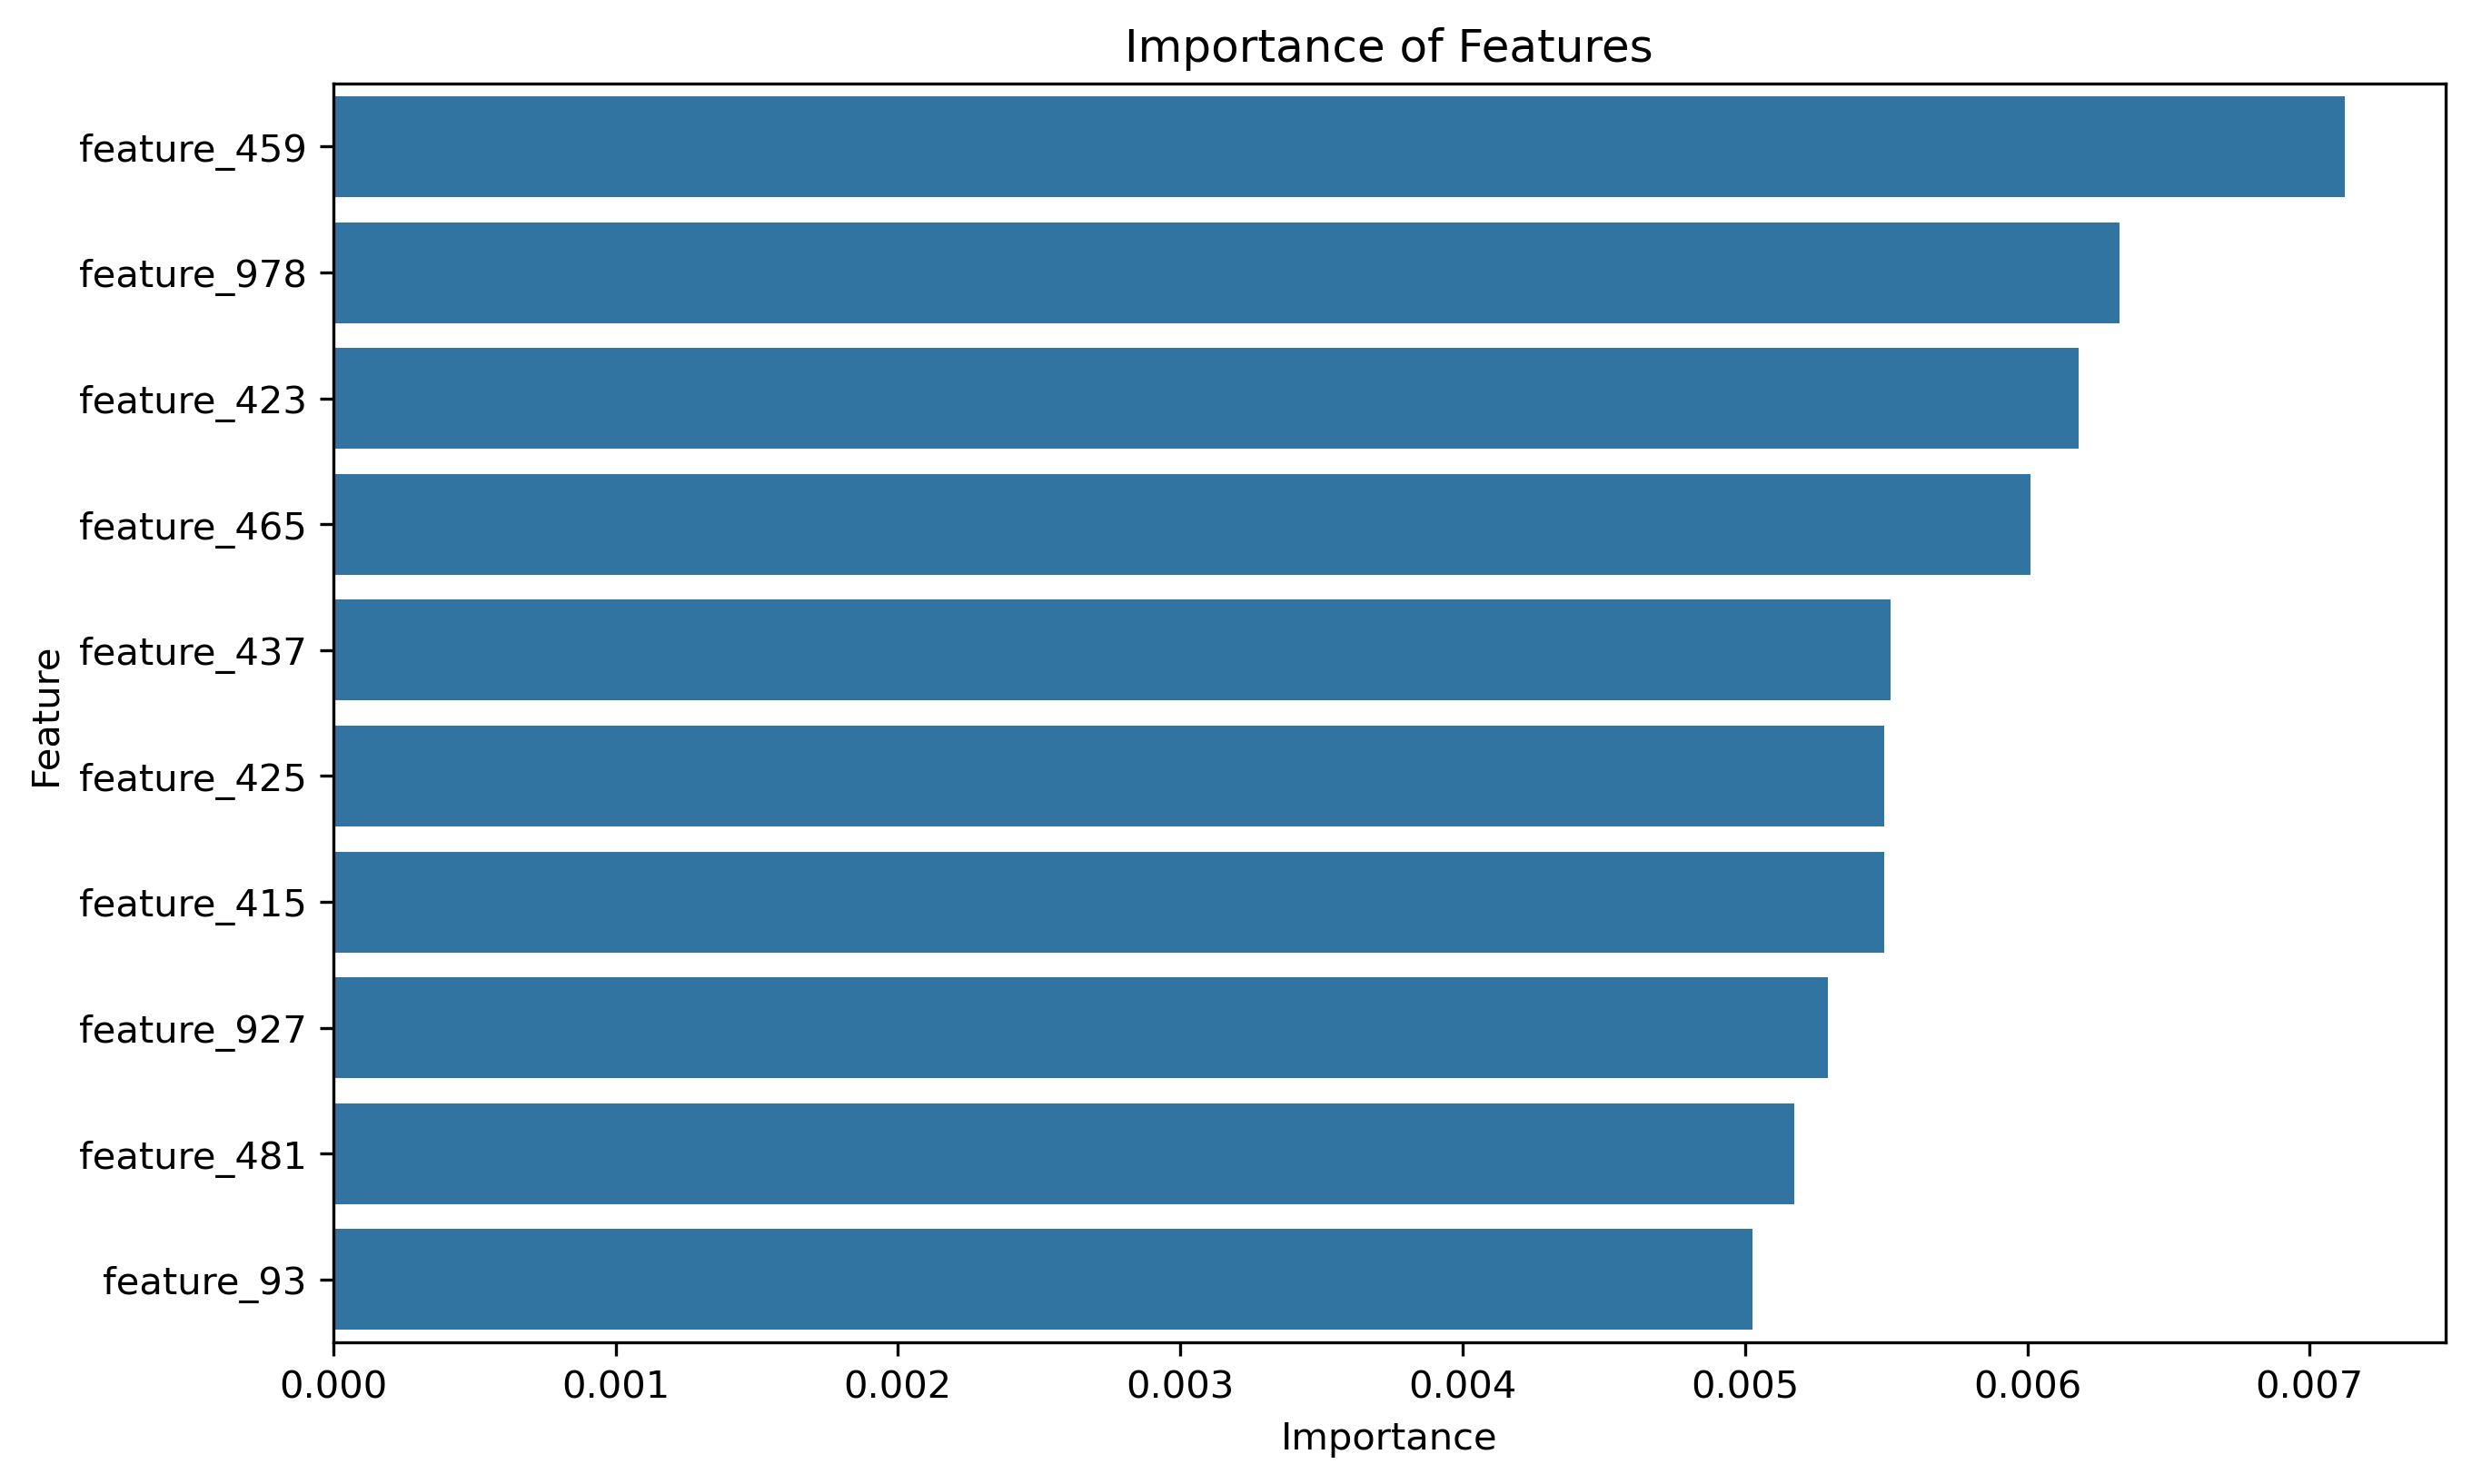 Importance of Features
Feature
feature_459
feature_978
feature_423
feature_465
feature_437
feature_425
feature_415
feature_927
feature_481
feature_93
0.000 0.001 0.002 0.003 0.004 0.005 0.006 0.007
Importance